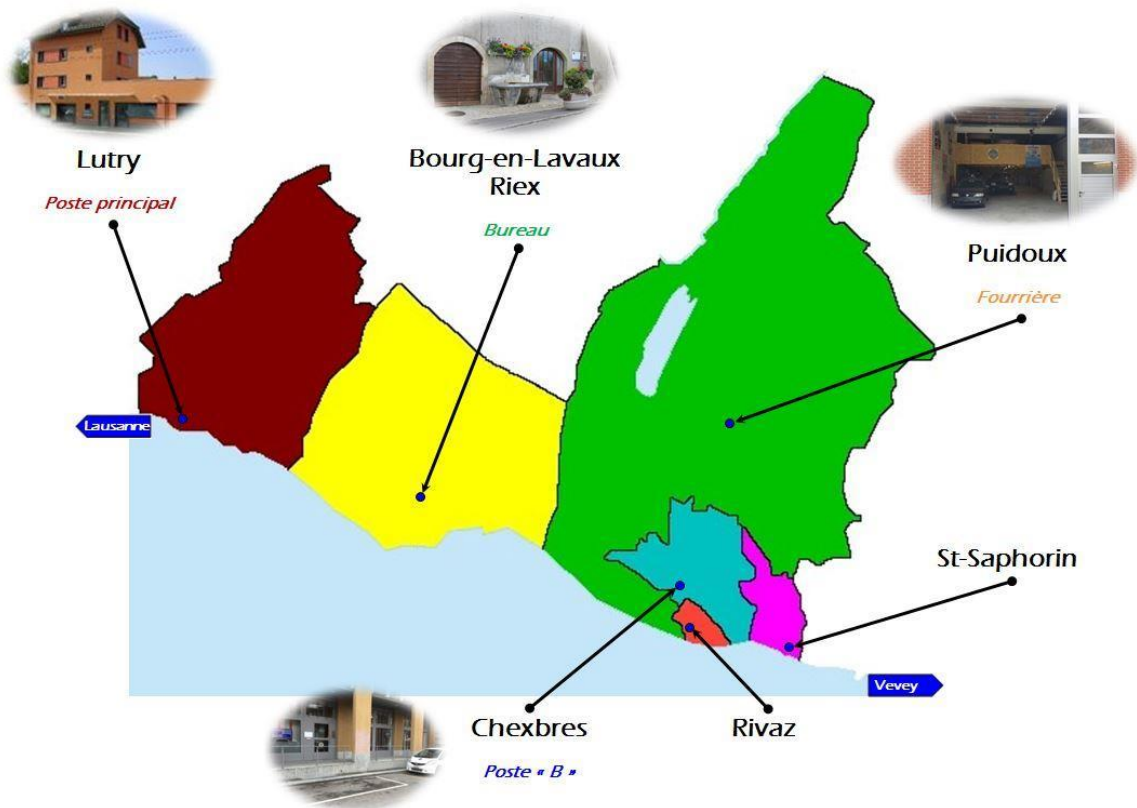 Lutry
Poste principal
Bourg-en-Lavaux
Riex
Bureau
Puidoux
Fourrière
Lausanne
St-Saphorin
Vevey
Chexbres
Poste « B »
Rivaz